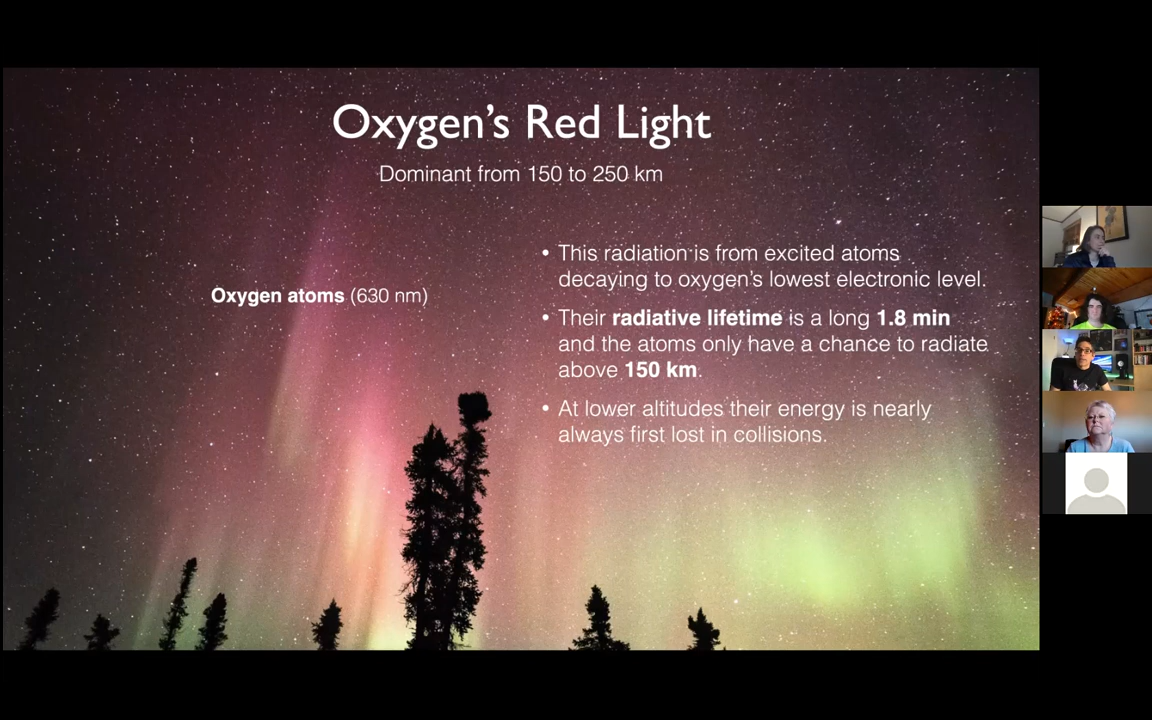 Oxygen's Red Light
Dominant from 150 to 250 km
Oxygen atoms (630 nm)
• This radiation is from excited atoms
decaying to oxygen's lowest electronic level.
• Their radiative lifetime is a long 1.8 min
and the atoms only have a chance to radiate
above 150 km.
• At lower altitudes their energy is nearly
always first lost in collisions.